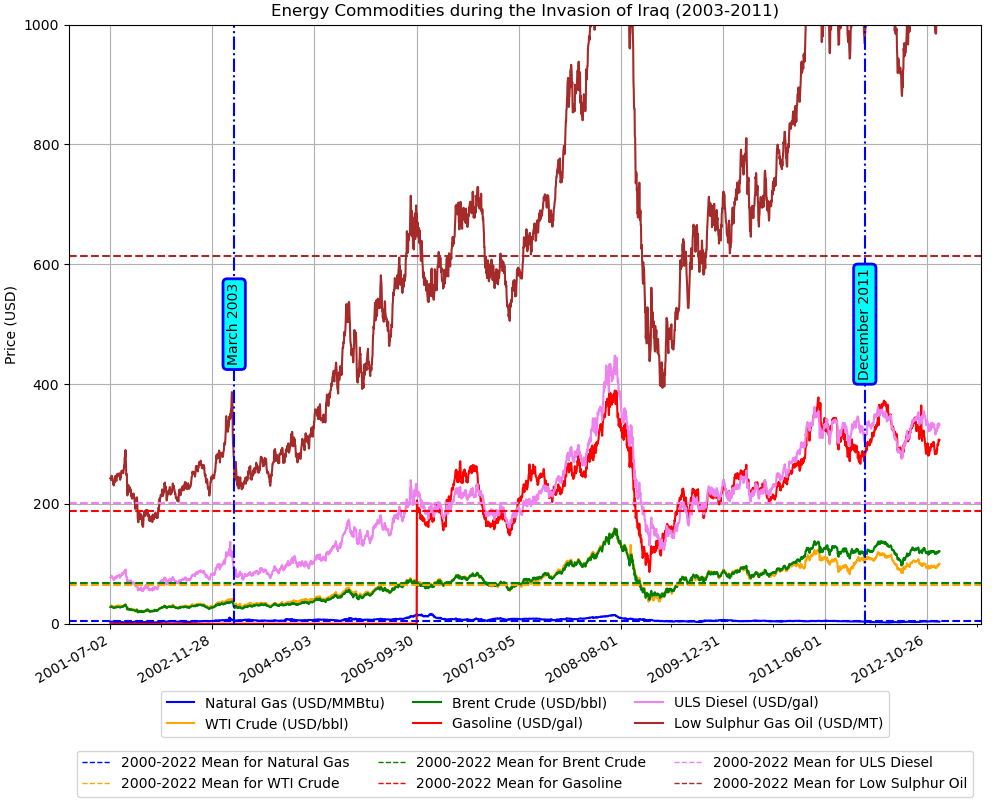 Energy Commodities during the Invasion of Iraq (2003-2011)
Price (USD)
1000
800
600
400
200
0
March 2003
December 2011
2001-07-02
2002-11-28
2004-05-03
2005-09-30
2007-03-05
2008-08-01
2009-12-31
2011-06-01
2012-10-26
Natural Gas (USD/MMBtu)
Brent Crude (USD/bbl)
ULS Diesel (USD/gal)
WTI Crude (USD/bbl)
Gasoline (USD/gal)
Low Sulphur Gas Oil (USD/MT)
2000-2022 Mean for Natural Gas
2000-2022 Mean for Brent Crude
2000-2022 Mean for ULS Diesel
2000-2022 Mean for WTI Crude
2000-2022 Mean for Gasoline
2000-2022 Mean for Low Sulphur Oil